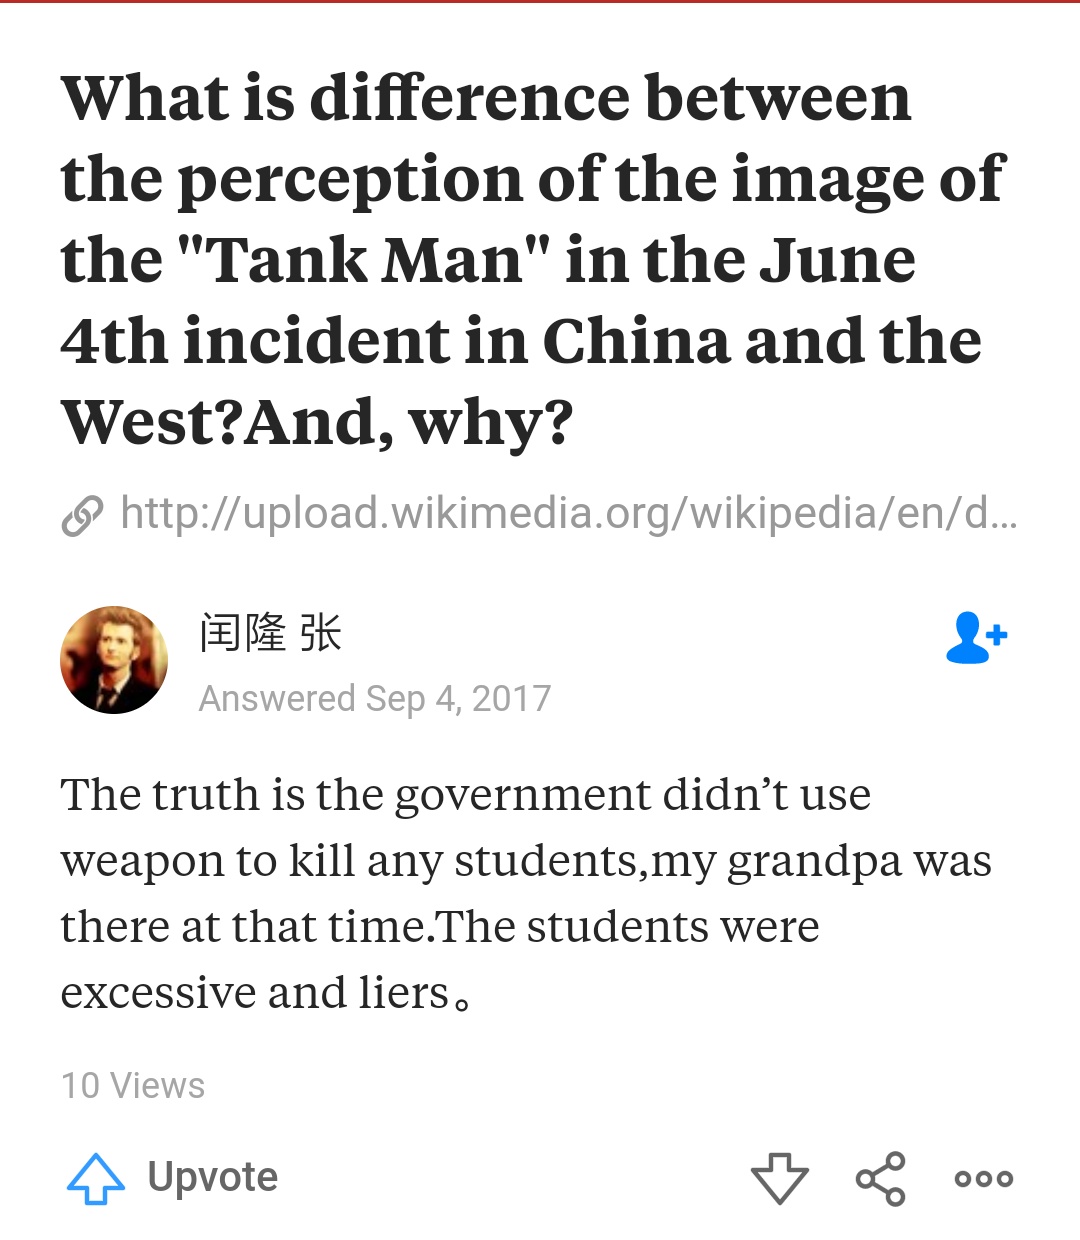 What is difference between
the perception of the image of
the "Tank Man" in the June
4th incident in China and the
West?And, why?
http://upload.wikimedia.org/wikipedia/en/d...
闰隆 张
Answered Sep 4, 2017
The truth is the government didn’t use
weapon to kill any students,my grandpa was
there at that time.The students were
excessive and liers。
10 Views
Upvote